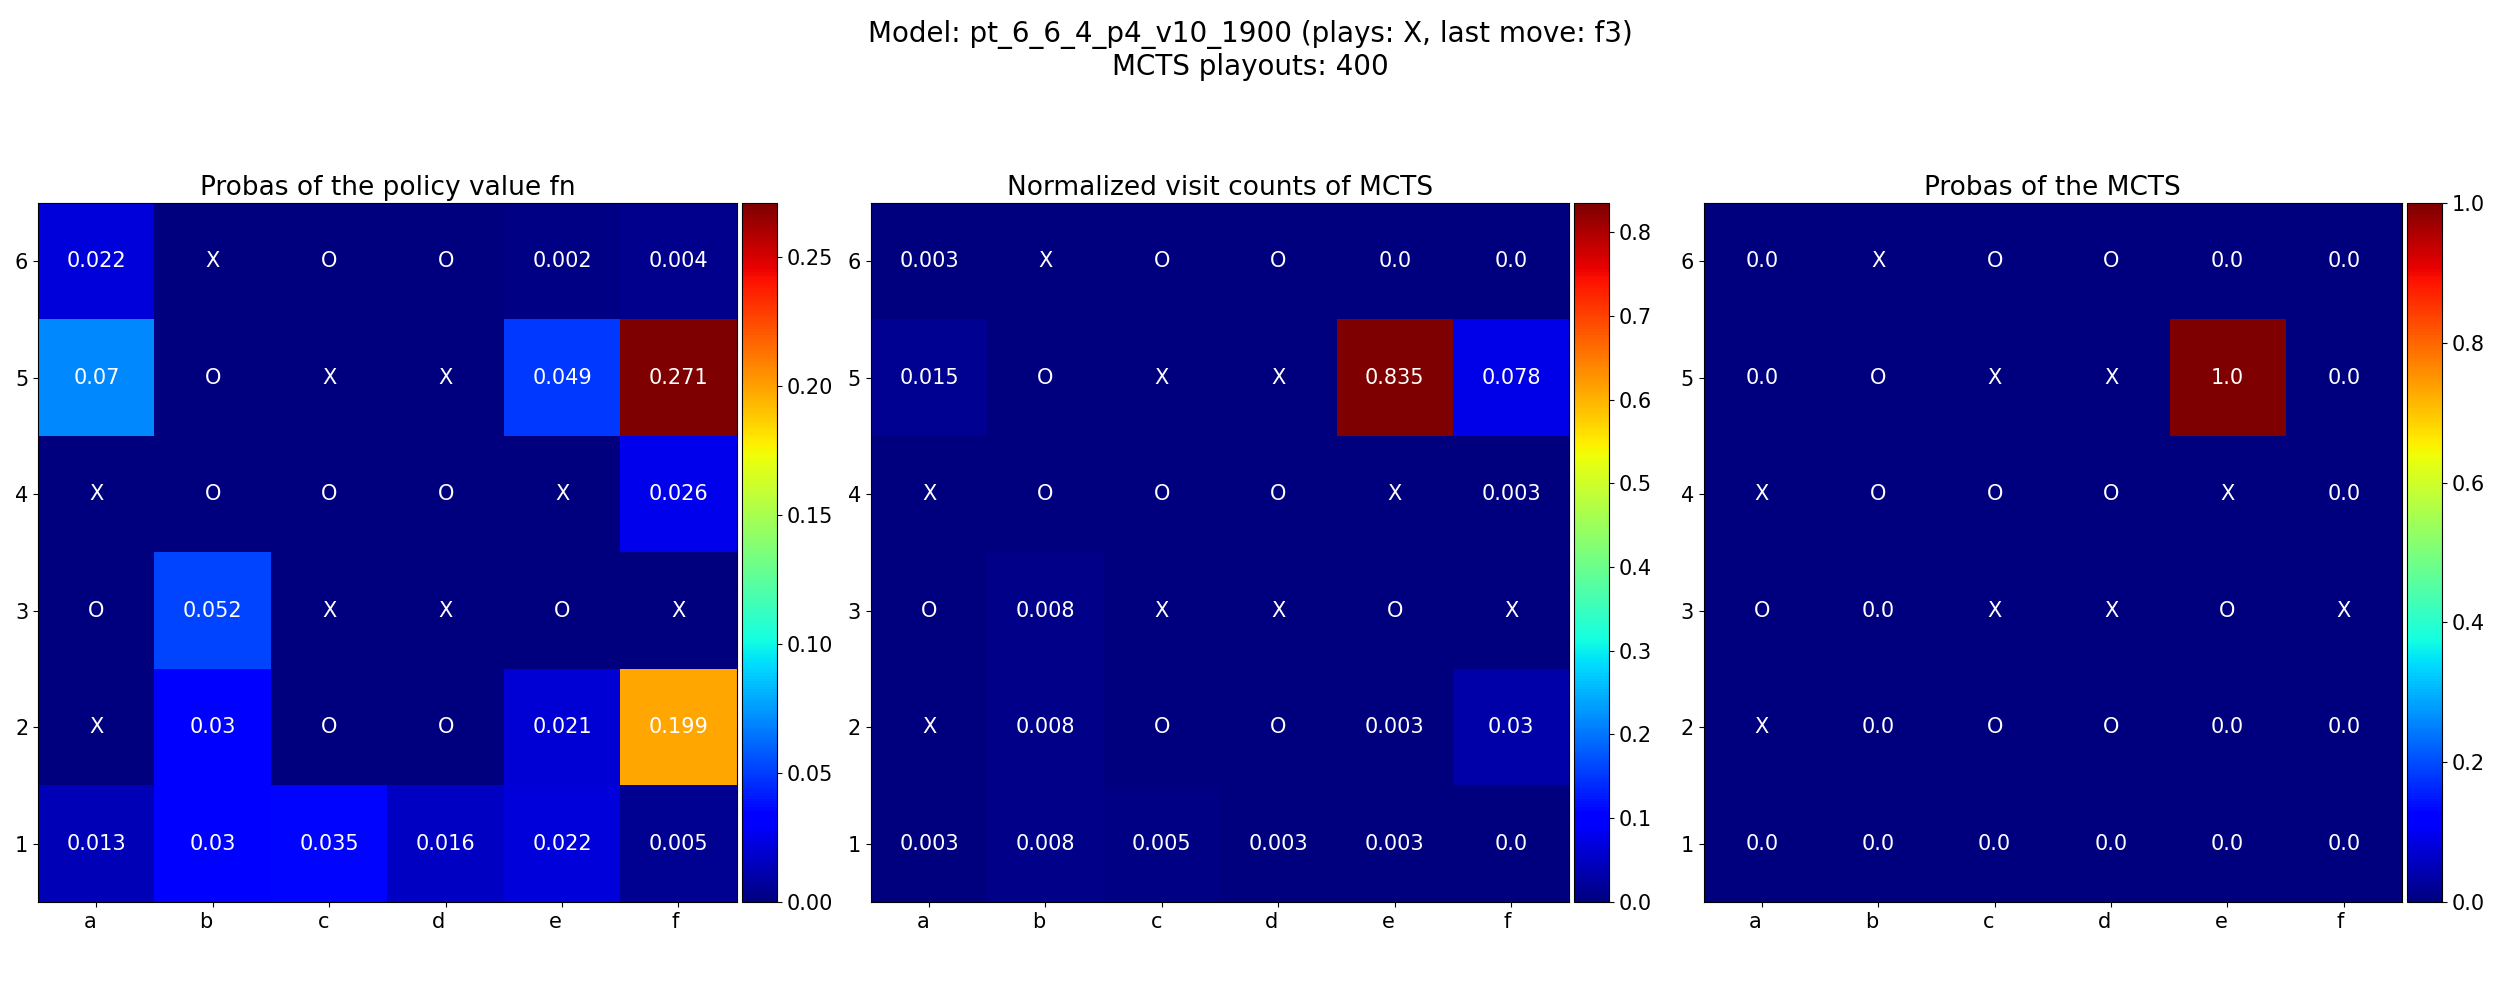 Model: pt_6_6_4_p4_v10_1900 (plays: X, last move: f3)
MCTS playouts: 400
Probas of the policy value fn
6 0.022 X O O 0.002 0.004
5 0.07 O X X 0.049 0.271
4 X O O O X 0.026
3 O 0.052 X X O X
2 X 0.03 O O 0.021 0.199
1 0.013 0.03 0.035 0.016 0.022 0.005
a b c d e f
0.25
0.20
0.15
0.10
0.05
0.00
Normalized visit counts of MCTS
6 0.003 X O O 0.0 0.0
5 0.015 O X X 0.835 0.078
4 X O O O X 0.003
3 O 0.008 X X O X
2 X 0.008 O O 0.003 0.03
1 0.003 0.008 0.005 0.003 0.003 0.0
a b c d e f
0.8
0.7
0.6
0.5
0.4
0.3
0.2
0.1
0.0
Probas of the MCTS
6 0.0 X O O 0.0 0.0
5 0.0 O X X 1.0 0.0
4 X O O O X 0.0
3 O 0.0 X X O X
2 X 0.0 O O 0.0 0.0
1 0.0 0.0 0.0 0.0 0.0 0.0
a b c d e f
1.0
0.8
0.6
0.4
0.2
0.0